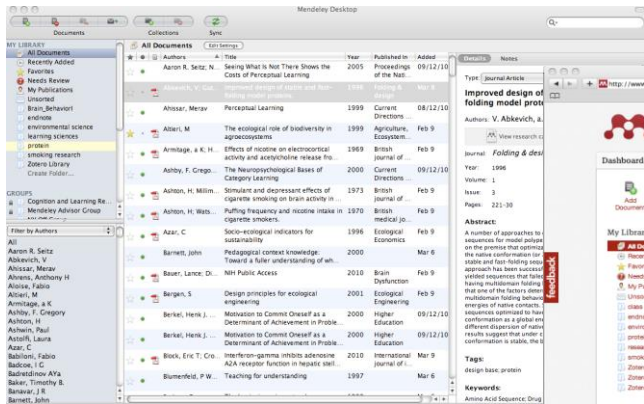 Mendeley Desktop
Documents
Collections
Sync
MY LIBRARY
All Documents
Recently Added
Favorites
Needs Review
My Publications
Unsorted
Brain_Behavior1
endnote
environmental science
learning sciences
protein
smoking research
Zotero Library
Create Folder...
GROUPS
Cognition and Learning Re...
Mendeley Advisor Group
Filter by Authors
All
Aaron R. Seitz
Abkevich, V
Ahissar, Merav
Ahrens, Anthony H
Aloise, Fabio
Altieri, M
Armitage, a K
Ashby, F. Gregory
Ashton, H
Ashwin, Paul
Astolfi, Laura
Azar, C
Babiloni, Fabio
Badcoe, I G
Badretdinov AYa
Baker, Timothy B.
Banavar, J R
All Documents
Edit Settings
Authors Title Year Published In Added
Aaron R. Seitz; N... Seeing What Is Not There Shows the Costs of Perceptual Learning 2005 Proceedings of the Nati... 09/12/10
Abkevich, V; Gut... Improved design of stable and fast-folding model proteins 1996 Folding & design Mar 9
Ahissar, Merav Perceptual Learning 1999 Current Directions ... 08/12/10
Altieri, M The ecological role of biodiversity in agroecosystems 1999 Agriculture, Ecosystem... Feb 9
Armitage, a K; H... Effects of nicotine on electrocortical activity and acetylcholine release fro... 1969 British journal of ... Feb 9
Ashby, F. Grego... The Neuropsychological Bases of Category Learning 2000 Current Directions ... 09/12/10
Ashton, H; Millim... Stimulant and depressant effects of cigarette smoking on brain activity in ... 1973 British journal of ... Feb 9
Ashton, H; Wats... Puffing frequency and nicotine intake in cigarette smokers. 1970 British medical jo... Feb 9
Azar, C Socio-ecological indicators for sustainability 1996 Ecological Economics Feb 9
Barnett, John Pedagogical context knowledge: Toward a fuller understanding of wh... 2000 Mar 6
Bauer, Lance; Di... NIH Public Access 2010 Brain Dysfunction Feb 9
Bergen, S Design principles for ecological engineering 2001 Ecological Engineering Feb 9
Berkel, Henk J. ... Motivation to Commit Oneself as a Determinant of Achievement in Proble... 2000 Higher Education 09/12/10
Berkel, Henk J. ... Motivation to Commit Oneself as a Determinant of Achievement in Proble... 2000 Higher Education 09/12/10
Block, Eric T; Cro... Interferon-gamma inhibits adenosine A2A receptor function in hepatic stell... 2010 International journal of i... Mar 9
Blumenfeld, P W... Teaching for understanding 1997 Mar 6
Details Notes
Type: Journal Article
Improved design of
folding model prot
Authors: V. Abkevich, a.
View research ca
Journal: Folding & desi
Year: 1996
Volume: 1
Issue: 3
Pages: 221-30
Abstract:
A number of approaches to
sequences for model polype
on the premise that optimiza
the native conformation (or
stable and fast-folding sequ
approach has been successf
yielded sequences that failed
having multidomain folding
that one of the factors deter
multidomain folding behavio
energies of native contacts.
sequences optimized to have
conformation as a global en
different dispersion of native
results suggest that under c
conformation is stable, the b
Tags:
design base; protein
Keywords:
Amino Acid Sequence; Drug
http://www.
feedback
Dashboard
Add
Document
My Librar
All Do
Recen
Favor
Need
My Pu
Unso
class
endno
envir
prote
resea
smok
Zoter
Zoter
Zoter